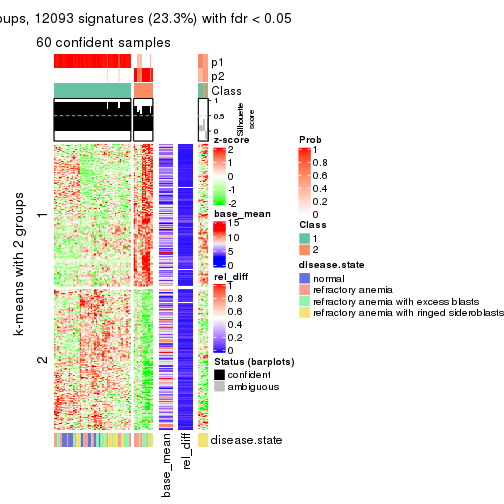 oups, 12093 signatures (23.3%) with fdr < 0.05
60 confident samples
p1
p2
Class
1
0.5
0
Silhouette
score
k-means with 2 groups
1
2
z-score
2
1
0
-1
-2
base_mean
15
10
5
0
rel_diff
1
0.8
0.6
0.4
0.2
0
Status (barplots)
confident
ambiguous
Prob
1
0.8
0.6
0.4
0.2
0
Class
1
2
disease.state
normal
refractory anemia
refractory anemia with excess blasts
refractory anemia with ringed sideroblasts
disease.state
base_mean
rel_diff